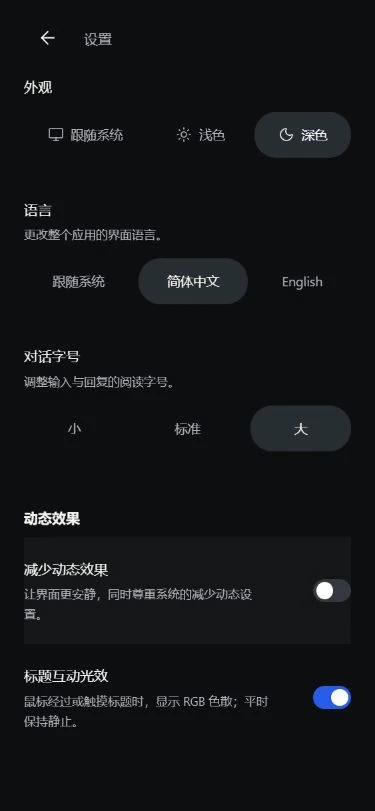 设置
外观
跟随系统 浅色 深色
语言
更改整个应用的界面语言。
跟随系统 简体中文 English
对话字号
调整输入与回复的阅读字号。
小 标准 大
动态效果
减少动态效果
让界面更安静，同时尊重系统的减少动态设
置。
标题互动光效
鼠标经过或触摸标题时，显示 RGB 色散；平时
保持静止。